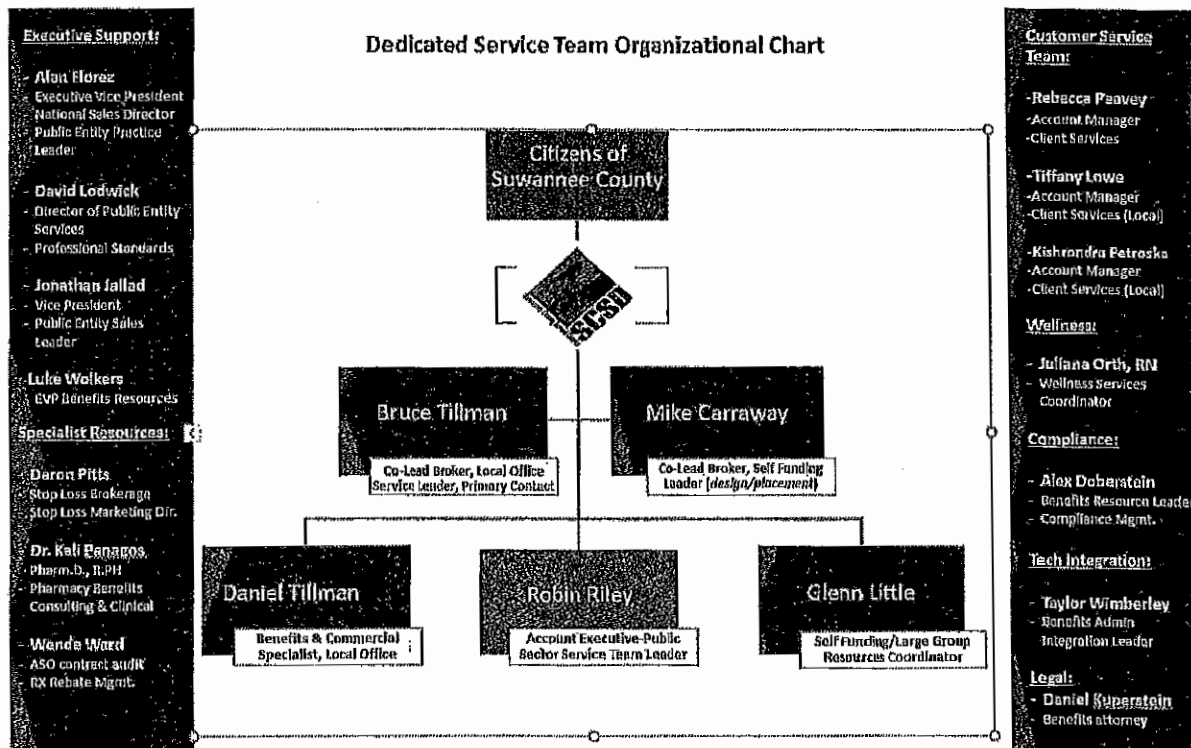 Executive Support:
- Alan Florez
- Executive Vice President
National Sales Director
- Public Entity Practice
Leader
- David Lodwick
- Director of Public Entity
Services
- Professional Standards
- Jonathan Jallad
- Vice President
- Public Entity Sales
Leader
- Luke Wolkers
- EVP Benefits Resources
Specialist Resources:
- Daron Pitts
- Stop Loss Brokerage
- Stop Loss Marketing Dir.
- Dr. Kali Panagos
- Pharm.D., R.PH
- Pharmacy Benefits
Consulting & Clinical
- Wende Ward
- ASO contract audit
- RX Rebate Mgmt.
Dedicated Service Team Organizational Chart
Citizens of
Suwannee County
SCSD
Bruce Tillman
Co-Lead Broker, Local Office
Service Leader, Primary Contact
Mike Carraway
Co-Lead Broker, Self Funding
Leader (design/placement)
Daniel Tillman
Benefits & Commercial
Specialist, Local Office
Robin Riley
Account Executive-Public
Sector Service Team Leader
Glenn Little
Self Funding/Large Group
Resources Coordinator
Customer Service
Team:
-Rebecca Peavey
-Account Manager
-Client Services
-Tiffany Lowe
-Account Manager
-Client Services (Local)
-Kishrondra Petroska
-Account Manager
-Client Services (Local)
Wellness:
- Juliana Orth, RN
- Wellness Services
Coordinator
Compliance:
- Alex Doberstein
- Benefits Resource Leader
- Compliance Mgmt.
Tech Integration:
- Taylor Wimberley
- Benefits Admin
Integration Leader
Legal:
- Daniel Kuperstein
- Benefits attorney